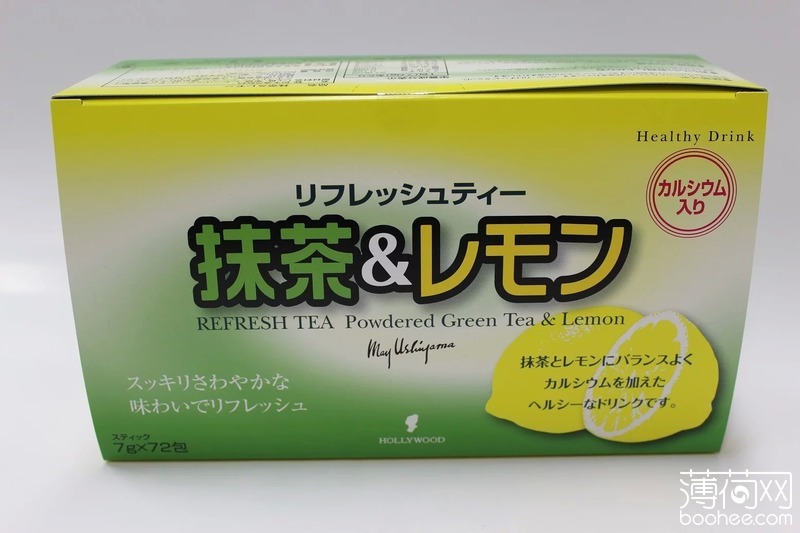 Healthy Drink
カルシウム
入り
リフレッシュティー
抹茶&レモン
REFRESH TEA Powdered Green Tea & Lemon
May Ushiyama
抹茶とレモンにバランスよく
カルシウムを加えた
ヘルシーなドリンクです。
スッキリさわやかな
味わいでリフレッシュ
スティック
7g×72包
HOLLYWOOD
薄荷网
boohee.com